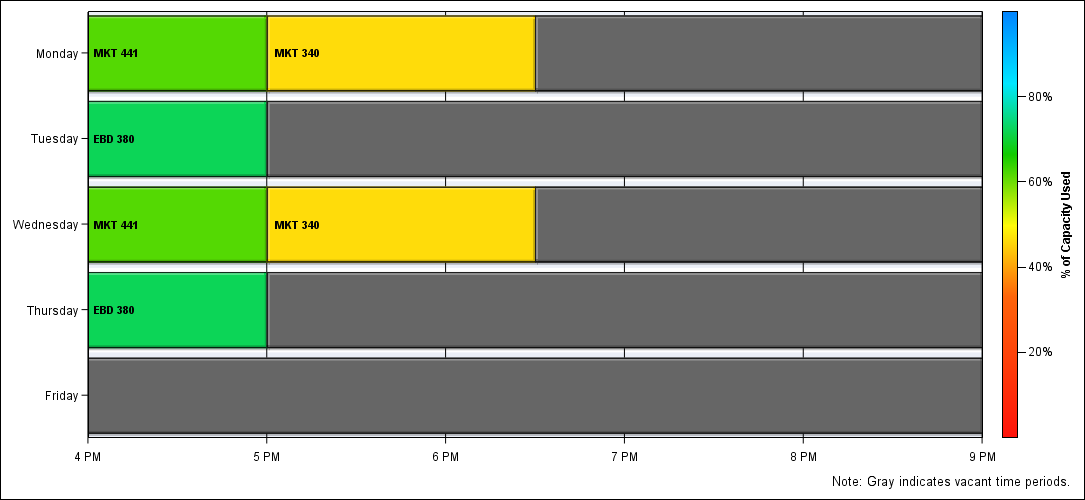 Monday
MKT 441
MKT 340
Tuesday
EBD 380
Wednesday
MKT 441
MKT 340
Thursday
EBD 380
Friday
4 PM
5 PM
6 PM
7 PM
8 PM
9 PM
80%
60%
40%
20%
% of Capacity Used
Note: Gray indicates vacant time periods.